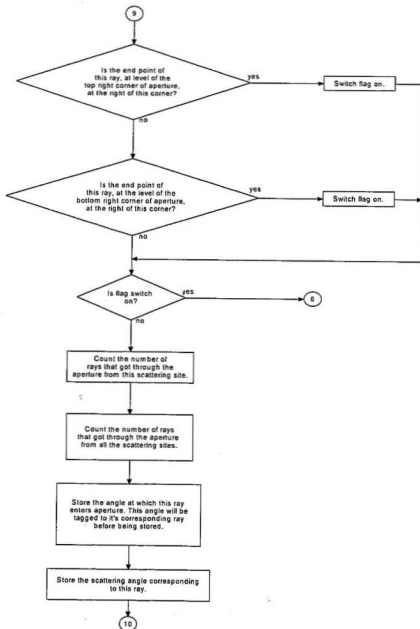 9
Is the end point of
this ray, at level of the
top right corner of aperture,
at the right of this corner?
yes
Switch flag on.
no
Is the end point of
this ray, at the level of the
bottom right corner of aperture,
at the right of this corner?
yes
Switch flag on.
no
Is flag switch
on?
yes
6
no
Count the number of
rays that got through the
aperture from this scattering site.
Count the number of rays
that got through the aperture
from all the scattering sites.
Store the angle at which this ray
enters aperture. This angle will be
tagged to it's corresponding ray
before being stored.
Store the scattering angle corresponding
to this ray.
10